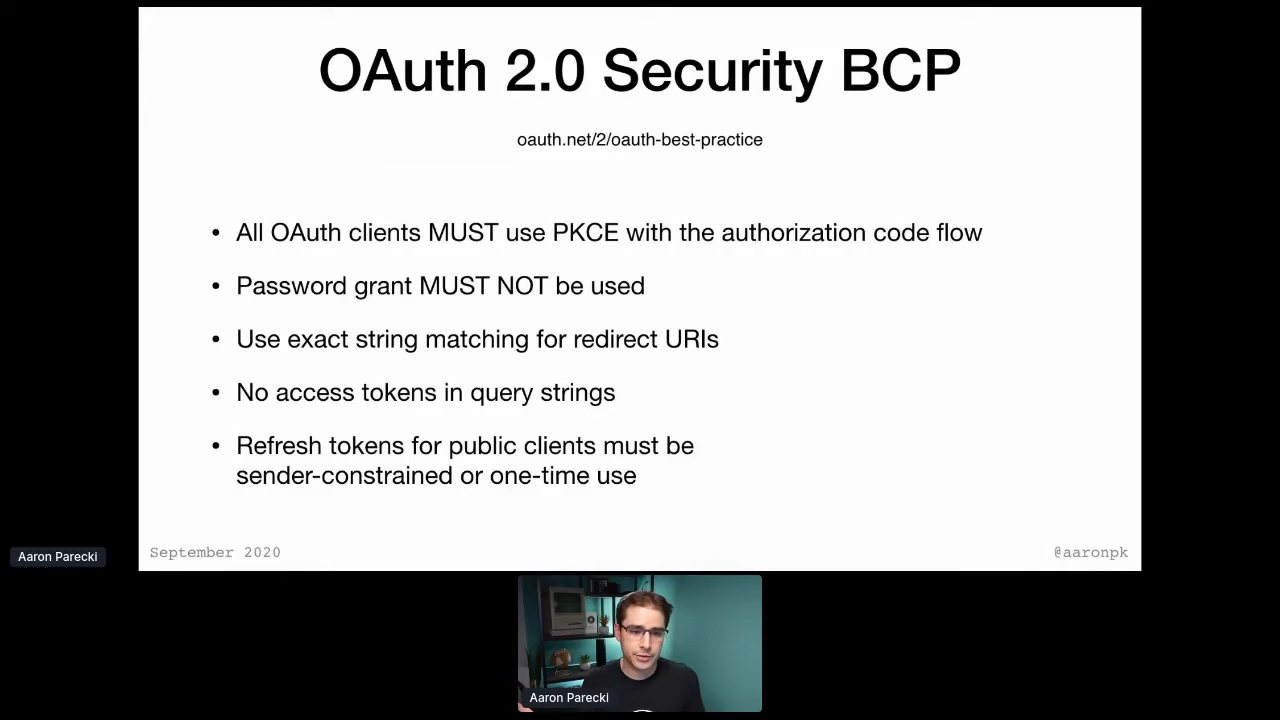 OAuth 2.0 Security BCP
oauth.net/2/oauth-best-practice
• All OAuth clients MUST use PKCE with the authorization code flow
• Password grant MUST NOT be used
• Use exact string matching for redirect URIs
• No access tokens in query strings
• Refresh tokens for public clients must be
sender-constrained or one-time use
September 2020
@aaronpk
Aaron Parecki
Aaron Parecki